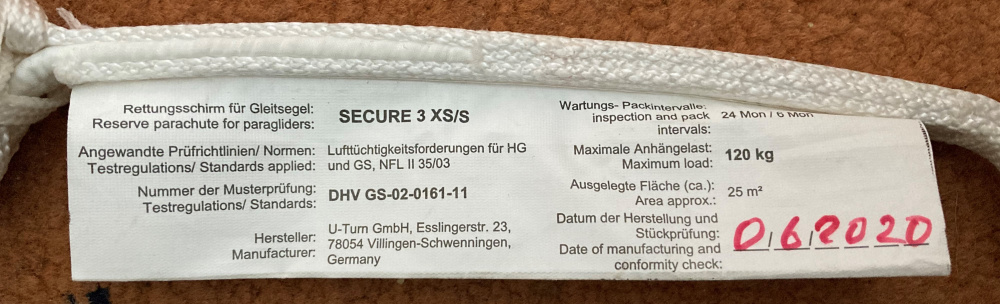 Rettungsschirm für Gleitsegel:
Reserve parachute for paragliders:
SECURE 3 XS/S
Angewandte Prüfrichtlinien/ Normen:
Testregulations/ Standards applied:
Lufttüchtigkeitsforderungen für HG
und GS, NFL II 35/03
Nummer der Musterprüfung:
Testregulations/ Standards:
DHV GS-02-0161-11
Hersteller:
Manufacturer:
U-Turn GmbH, Esslingerstr. 23,
78054 Villingen-Schwenningen,
Germany
Wartungs- Packintervalle:
inspection and pack
intervals:
24 Mon / 6 Mon
Maximale Anhängelast:
Maximum load:
120 kg
Ausgelegte Fläche (ca.):
Area approx.:
25 m²
Datum der Herstellung und
Stückprüfung:
Date of manufacturing and
conformity check:
0/6/2020